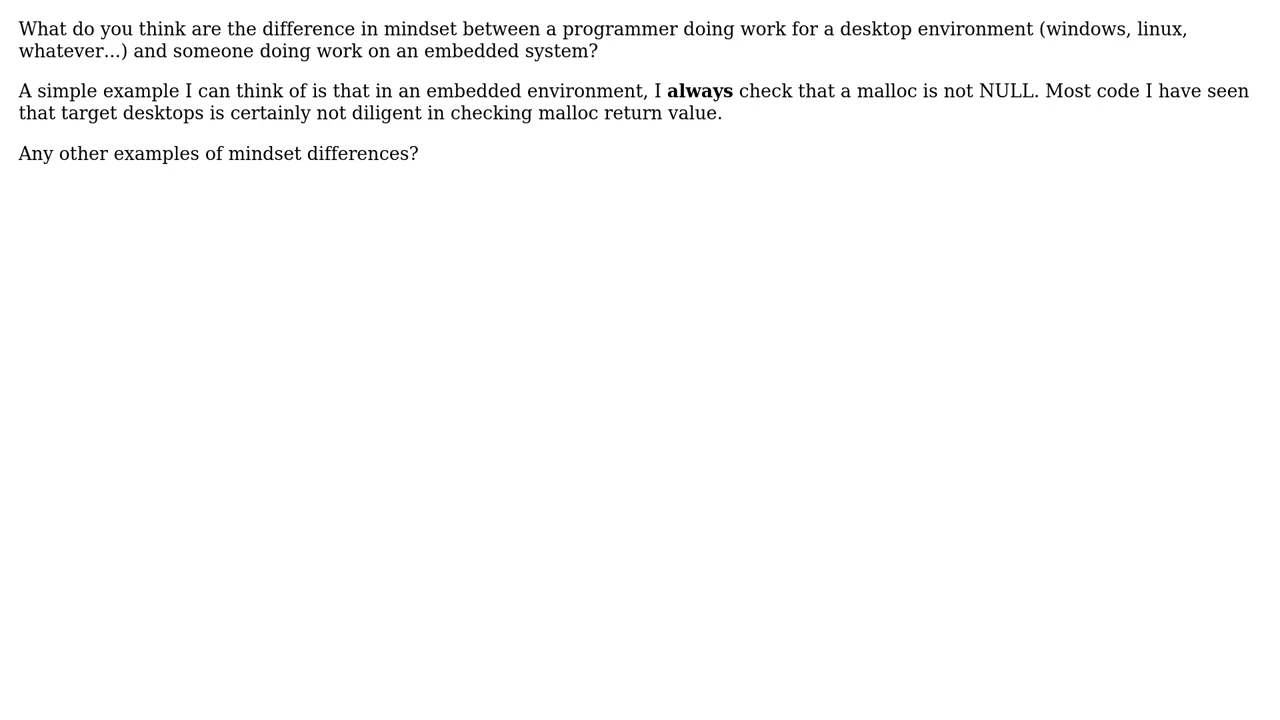 What do you think are the difference in mindset between a programmer doing work for a desktop environment (windows, linux,
whatever...) and someone doing work on an embedded system?
A simple example I can think of is that in an embedded environment, I always check that a malloc is not NULL. Most code I have seen
that target desktops is certainly not diligent in checking malloc return value.
Any other examples of mindset differences?